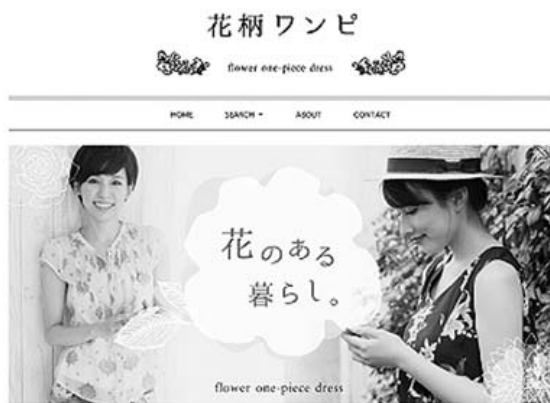 花柄ワンピ
flower one-piece dress
HOME SEARCH ABOUT CONTACT
花のある
暮らし。
flower one-piece dress